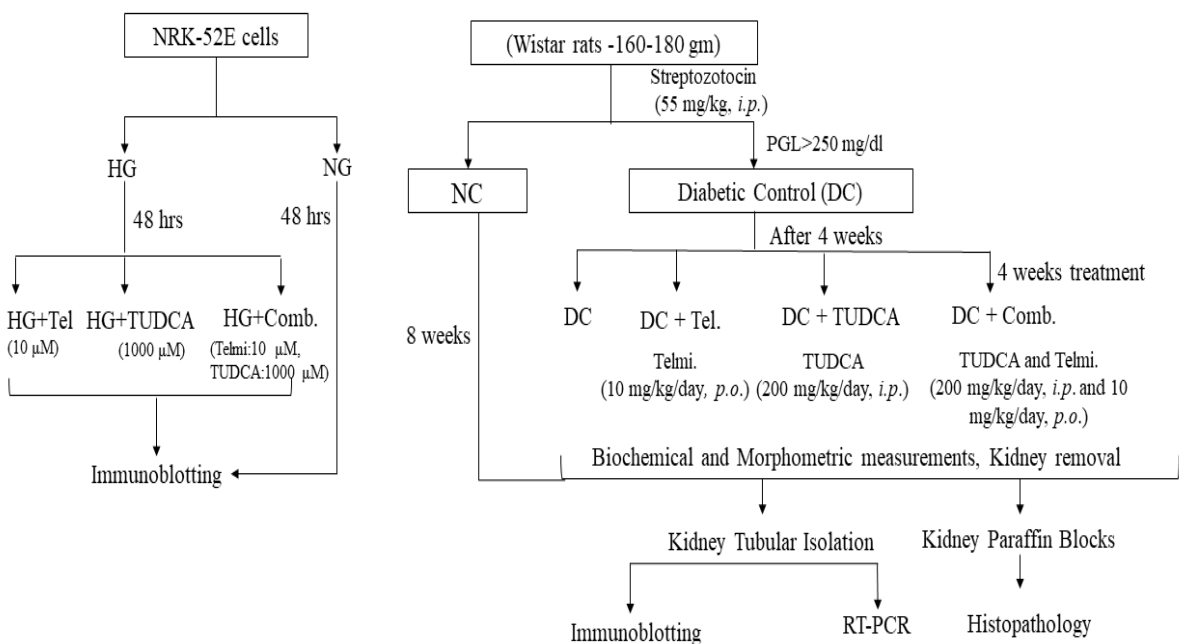 NRK-52E cells
HG
NG
48 hrs
48 hrs
HG+Tel
(10 µM)
HG+TUDCA
(1000 µM)
HG+Comb.
(Telmi:10 µM,
TUDCA:1000 µM)
Immunoblotting
(Wistar rats -160-180 gm)
Streptozotocin
(55 mg/kg, i.p.)
PGL>250 mg/dl
NC
Diabetic Control (DC)
After 4 weeks
4 weeks treatment
8 weeks
DC
DC + Tel.
DC + TUDCA
DC + Comb.
Telmi.
(10 mg/kg/day, p.o.)
TUDCA
(200 mg/kg/day, i.p.)
TUDCA and Telmi.
(200 mg/kg/day, i.p. and 10
mg/kg/day, p.o.)
Biochemical and Morphometric measurements, Kidney removal
Kidney Tubular Isolation
Kidney Paraffin Blocks
Immunoblotting
RT-PCR
Histopathology